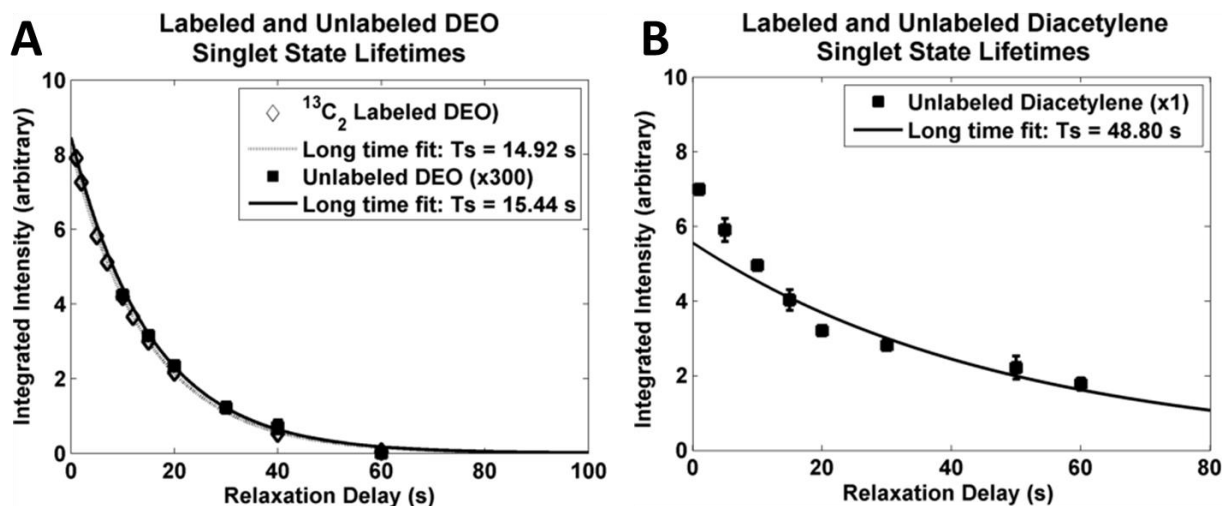 A
Labeled and Unlabeled DEO
Singlet State Lifetimes
Integrated Intensity (arbitrary)
10
8
6
4
2
0
¹³C₂ Labeled DEO)
Long time fit: Ts = 14.92 s
Unlabeled DEO (x300)
Long time fit: Ts = 15.44 s
0 20 40 60 80 100
Relaxation Delay (s)
B
Labeled and Unlabeled Diacetylene
Singlet State Lifetimes
Integrated Intensity (arbitrary)
10
8
6
4
2
0
Unlabeled Diacetylene (x1)
Long time fit: Ts = 48.80 s
0 20 40 60 80
Relaxation Delay (s)